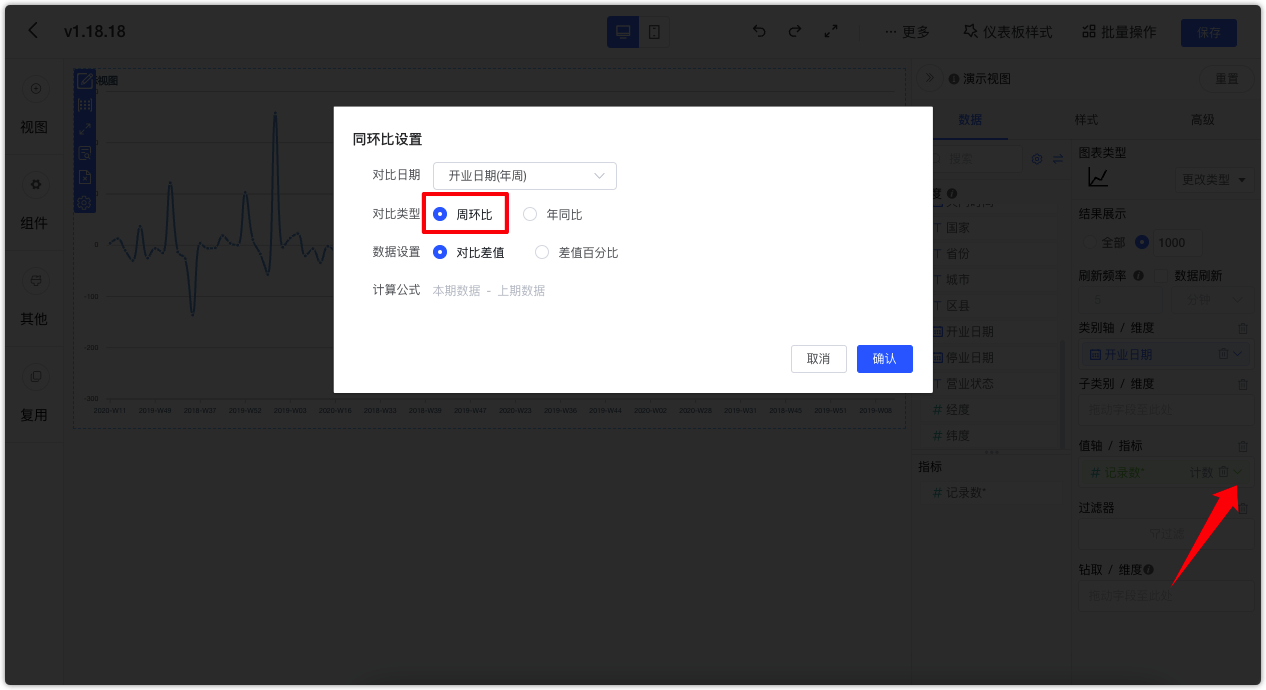 v1.18.18
··· 更多
仪表板样式
批量操作
保存
视图
组件
其他
复用
视图
-100
-200
-300
2020-W11 2019-W48 2018-W37 2019-W52 2019-W03 2020-W16 2018-W33 2018-W38 2019-W47 2020-W22 2019-W36 2019-W44 2020-W02 2020-W28 2019-W31 2018-W45 2019-W01 2019-W38
同环比设置
对比日期 开业日期(年周)
对比类型 周环比 年同比
数据设置 对比差值 差值百分比
计算公式 本期数据 - 上期数据
取消 确认
演示视图
重置
数据 样式 高级
搜索
度
T 国家
T 省份
T 城市
T 区县
开业日期
停业日期
T 营业状态
# 经度
# 纬度
指标
# 记录数*
图表类型
更改类型
结果展示
全部 1000
刷新频率 数据刷新
5 分钟
类别轴 / 维度
开业日期
子类别 / 维度
拖动字段至此处
值轴 / 指标
# 记录数* 计数
过滤器
过滤
钻取 / 维度
拖动字段至此处